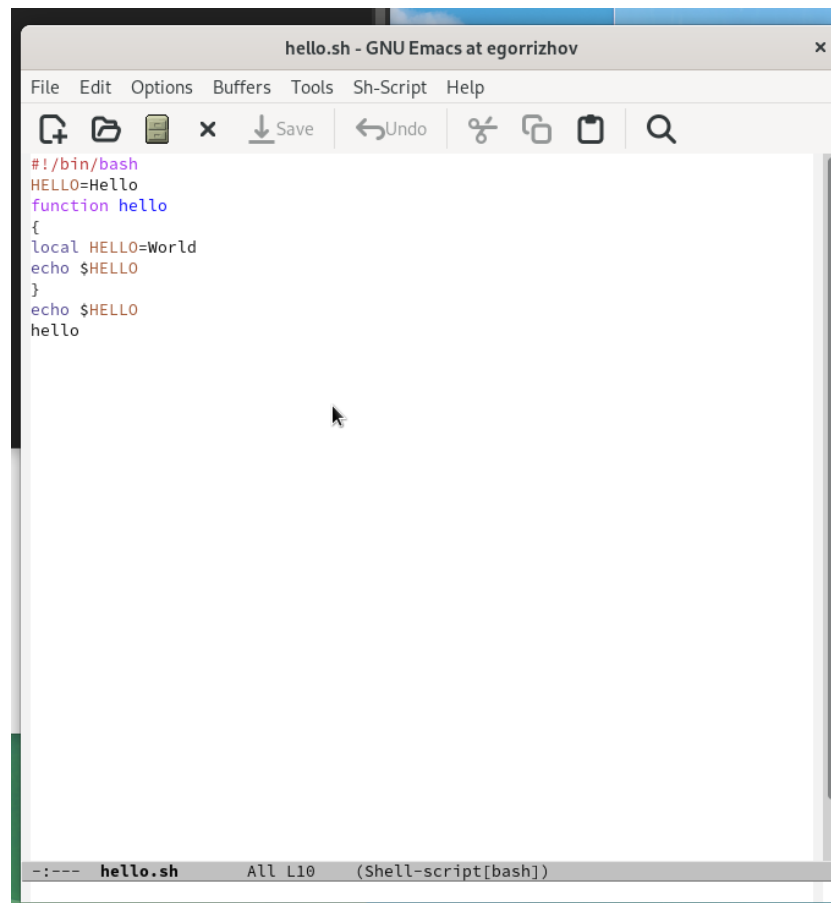 hello.sh - GNU Emacs at egorrizhov
File Edit Options Buffers Tools Sh-Script Help
Save Undo
#!/bin/bash
HELLO=Hello
function hello
{
local HELLO=World
echo $HELLO
}
echo $HELLO
hello
-:--- hello.sh All L10 (Shell-script[bash])